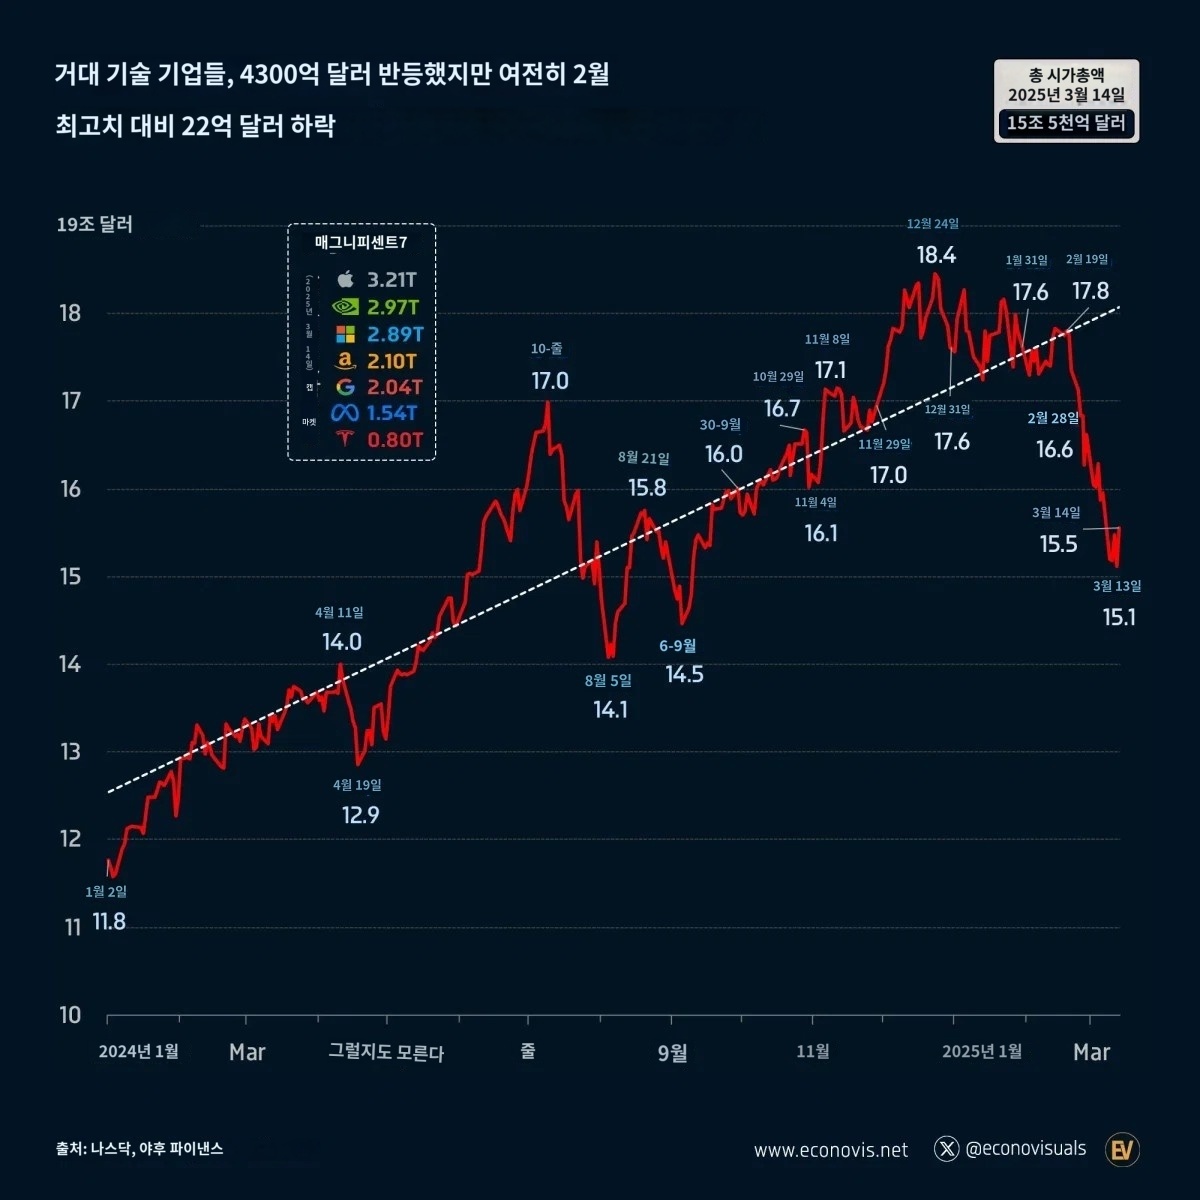 거대 기술 기업들, 4300억 달러 반등했지만 여전히 2월
최고치 대비 22억 달러 하락
총 시가총액
2025년 3월 14일
15조 5천억 달러
19조 달러
18
17
16
15
14
13
12
11
10
매그니피센트7
(2025년 3월 14일)
캡
마켓
3.21T
2.97T
2.89T
2.10T
2.04T
1.54T
0.80T
1월 2일
11.8
4월 11일
14.0
4월 19일
12.9
10-줄
17.0
8월 5일
14.1
8월 21일
15.8
6-9월
14.5
30-9월
16.0
10월 29일
16.7
11월 4일
16.1
11월 8일
17.1
11월 29일
17.0
12월 24일
18.4
12월 31일
17.6
1월 31일
17.6
2월 19일
17.8
2월 28일
16.6
3월 14일
15.5
3월 13일
15.1
2024년 1월
Mar
그럴지도 모른다
줄
9월
11월
2025년 1월
Mar
출처: 나스닥, 야후 파이낸스
www.econovis.net
@econovisuals
EV